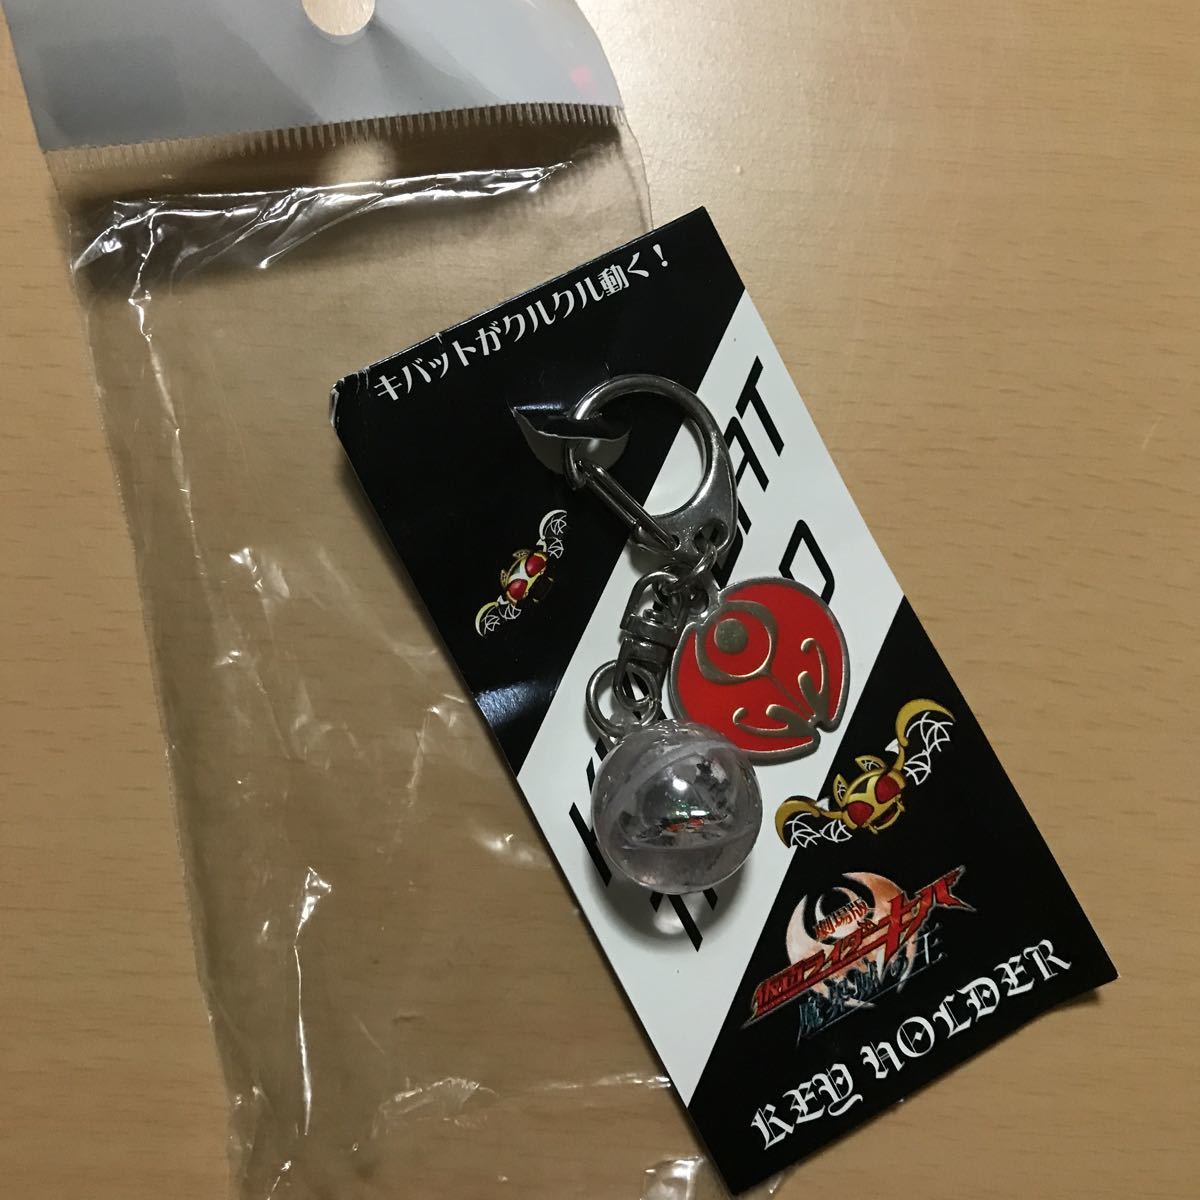 キバットがクルクル動く！
劇場版
仮面ライダーキバ
魔界城の王
KEY HOLDER